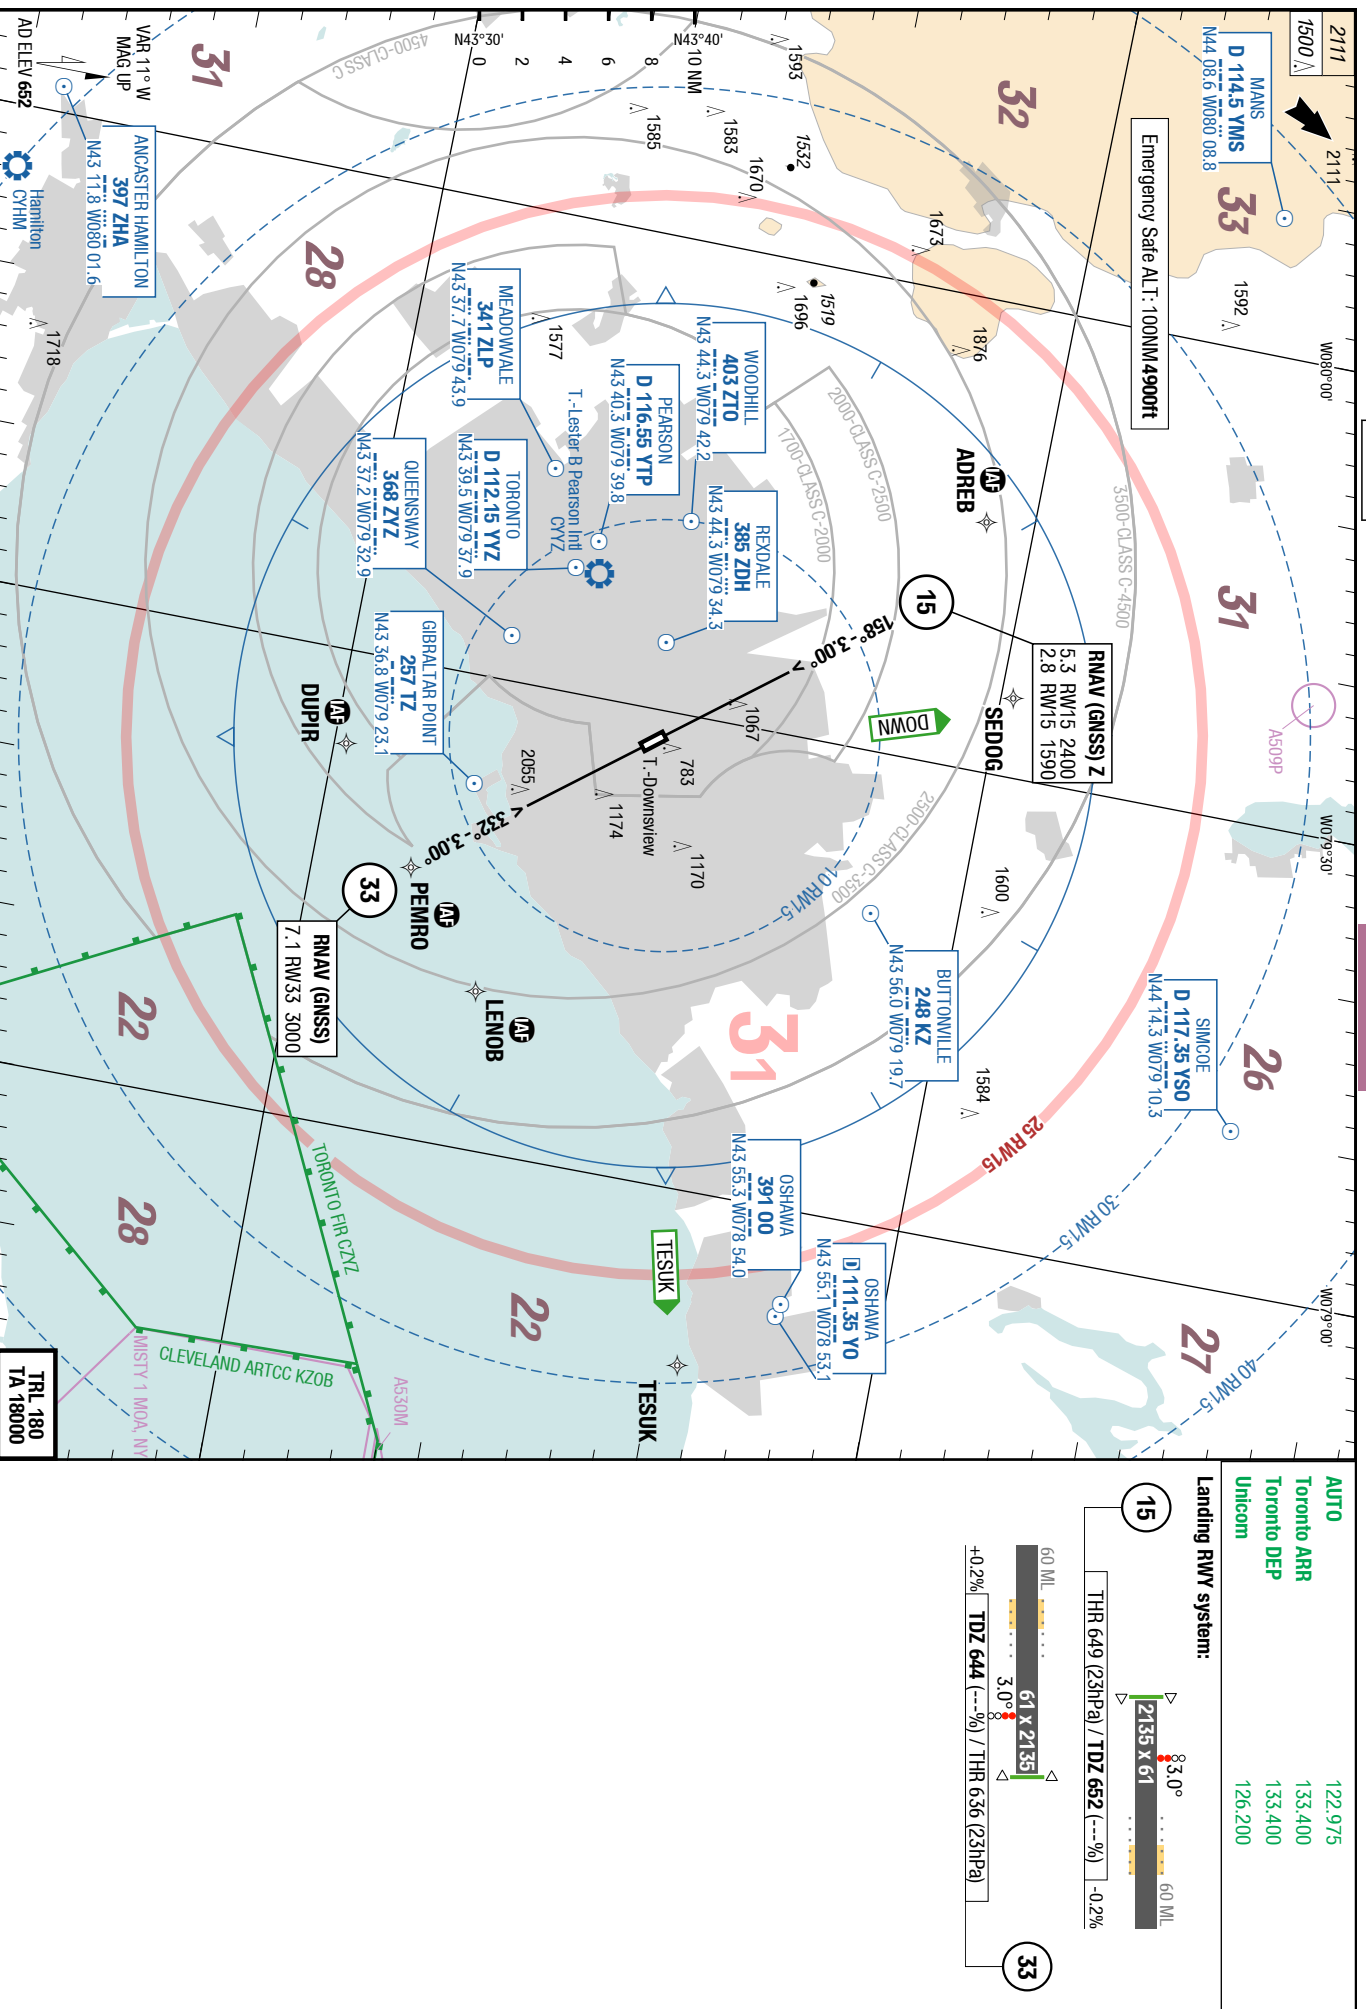 2111
1500
2111
MANS
D 114.5 YMS
N44 08.6 W080 08.8
33
32
31
Emergency Safe ALT: 100NM 4900ft
1592
W080°00'
31
A509P
W079°30'
26
SIMCOE
D 117.35 YSO
N44 14.3 W079 10.3
27
W079°00'
40 RW15
30 RW15
25 RW15
1593
N43°40'
10 NM
8
6
4
2
0
N43°30'
4500-CLASS C
1585
1583
1670
1532
1673
1519
1696
1876
VAR 11° W
MAG UP
AD ELEV 652
ANCASTER HAMILTON
397 ZHA
N43 11.8 W080 01.6
Hamilton
CYHM
28
1718
MEADOWVALE
341 ZLP
N43 37.7 W079 43.9
1577
WOODHILL
403 ZTO
N43 44.3 W079 42.2
PEARSON
D 116.55 YTP
N43 40.3 W079 39.8
T.-Lester B Pearson Intl
CYYZ
TORONTO
D 112.15 YYZ
N43 39.5 W079 37.9
QUEENSWAY
368 ZYZ
N43 37.2 W079 32.9
REXDALE
385 ZDH
N43 44.3 W079 34.3
2000-CLASS C-2500
1700-CLASS C-2000
IAF
ADREB
3500-CLASS C-4500
15
RNAV (GNSS) Z
5.3 RW15 2400
2.8 RW15 1590
158°-3.00° >
SEDOG
DOWN
GIBRALTAR POINT
257 TZ
N43 36.8 W079 23.1
IAF
DUPIR
1067
783
T.-Downsview
1174
2055
1170
< 332°-3.00°
2500-CLASS C-3500
10 RW15
1600
33
IAF
PEMRO
RNAV (GNSS)
7.1 RW33 3000
IAF
LENOB
BUTTONVILLE
248 KZ
N43 56.0 W079 19.7
1584
31
22
28
TORONTO FIR CZYZ
OSHAWA
391 OO
N43 55.3 W078 54.0
OSHAWA
D 111.35 YO
N43 55.1 W078 53.1
TESUK
22
TESUK
CLEVELAND ARTCC KZOB
MISTY 1 MOA, NY
A530M
TRL 180
TA 18000
AUTO 122.975
Toronto ARR 133.400
Toronto DEP 133.400
Unicom 126.200
Landing RWY system:
15
3.0°
2135 x 61
60 ML
THR 649 (23hPa) / TDZ 652 (---%)
-0.2%
60 ML
61 x 2135
3.0°
+0.2%
TDZ 644 (---%) / THR 636 (23hPa)
33